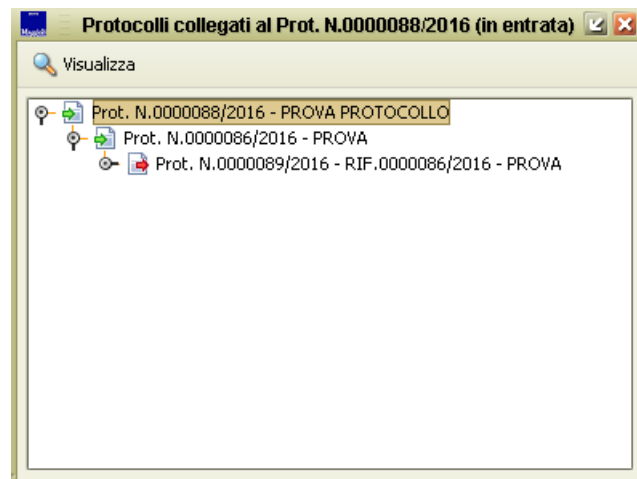 Protocolli collegati al Prot. N.0000088/2016 (in entrata)
Visualizza
Prot. N.0000088/2016 - PROVA PROTOCOLLO
Prot. N.0000086/2016 - PROVA
Prot. N.0000089/2016 - RIF.0000086/2016 - PROVA